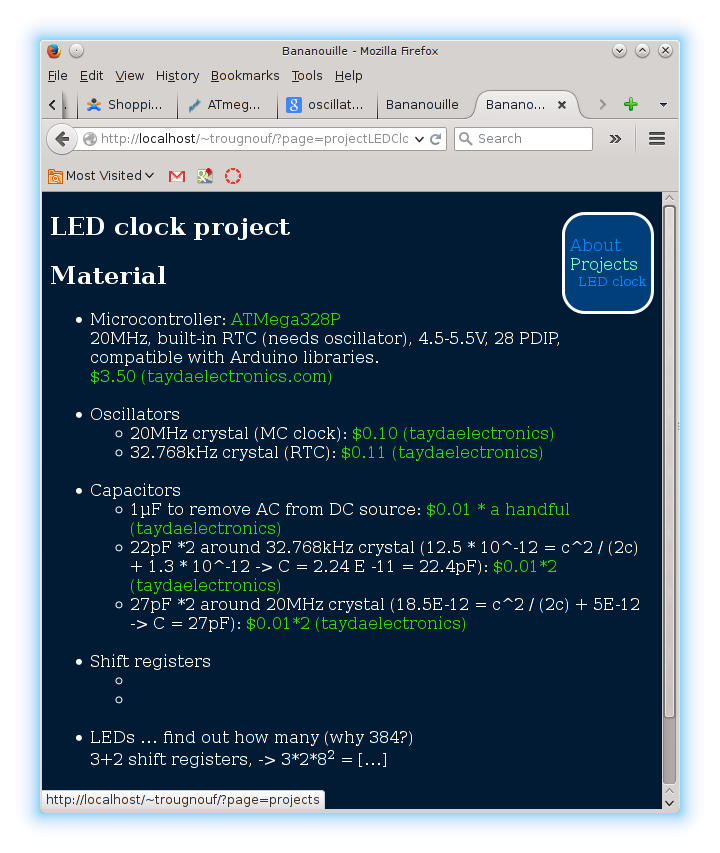 Bananouille - Mozilla Firefox
File Edit View History Bookmarks Tools Help
. Shoppi... ATmeg... oscillat... Bananouille Banano...
http://localhost/~trougnouf/?page=projectLEDClc Search
Most Visited
LED clock project
About
Projects
LED clock
Material
Microcontroller: ATMega328P
20MHz, built-in RTC (needs oscillator), 4.5-5.5V, 28 PDIP,
compatible with Arduino libraries.
$3.50 (taydaelectronics.com)
Oscillators
20MHz crystal (MC clock): $0.10 (taydaelectronics)
32.768kHz crystal (RTC): $0.11 (taydaelectronics)
Capacitors
1µF to remove AC from DC source: $0.01 * a handful
(taydaelectronics)
22pF *2 around 32.768kHz crystal (12.5 * 10^-12 = c^2 / (2c)
+ 1.3 * 10^-12 -> C = 2.24 E -11 = 22.4pF): $0.01*2
(taydaelectronics)
27pF *2 around 20MHz crystal (18.5E-12 = c^2 / (2c) + 5E-12
-> C = 27pF): $0.01*2 (taydaelectronics)
Shift registers
LEDs ... find out how many (why 384?)
3+2 shift registers, -> 3*2*8² = [...]
http://localhost/~trougnouf/?page=projects